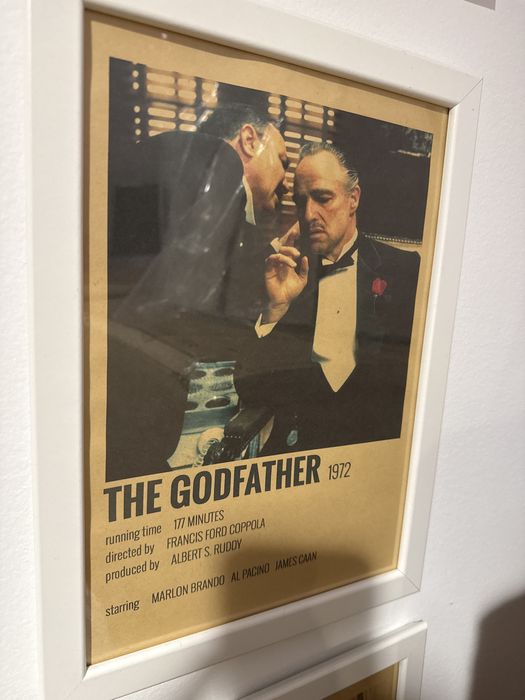 THE GODFATHER 1972
running time 177 MINUTES
directed by FRANCIS FORD COPPOLA
produced by ALBERT S. RUDDY
starring MARLON BRANDO AL PACINO JAMES CAAN